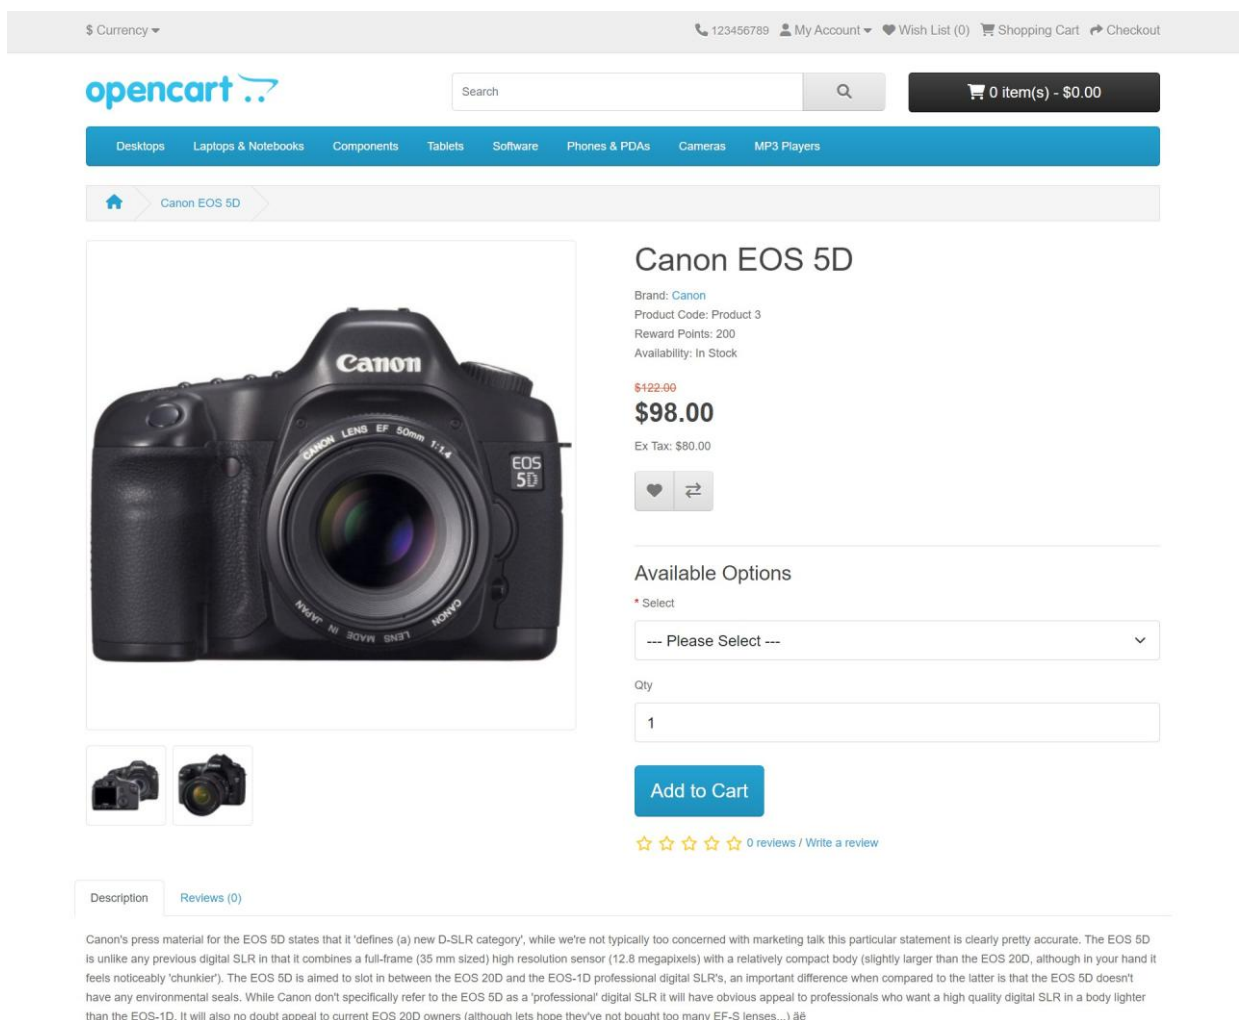 $ Currency
123456789 My Account Wish List (0) Shopping Cart Checkout
opencart
Search
0 item(s) - $0.00
Desktops Laptops & Notebooks Components Tablets Software Phones & PDAs Cameras MP3 Players
Canon EOS 5D
Canon
CANON LENS EF 50mm 1:1.4
EOS
5D
CANON LENS MADE IN JAPAN
Canon EOS 5D
Brand: Canon
Product Code: Product 3
Reward Points: 200
Availability: In Stock
$122.00
$98.00
Ex Tax: $80.00
Available Options
* Select
--- Please Select ---
Qty
1
Add to Cart
0 reviews / Write a review
Description Reviews (0)
Canon's press material for the EOS 5D states that it 'defines (a) new D-SLR category', while we're not typically too concerned with marketing talk this particular statement is clearly pretty accurate. The EOS 5D
is unlike any previous digital SLR in that it combines a full-frame (35 mm sized) high resolution sensor (12.8 megapixels) with a relatively compact body (slightly larger than the EOS 20D, although in your hand it
feels noticeably 'chunkier'). The EOS 5D is aimed to slot in between the EOS 20D and the EOS-1D professional digital SLR's, an important difference when compared to the latter is that the EOS 5D doesn't
have any environmental seals. While Canon don't specifically refer to the EOS 5D as a 'professional' digital SLR it will have obvious appeal to professionals who want a high quality digital SLR in a body lighter
than the EOS-1D. It will also no doubt appeal to current EOS 20D owners (although lets hope they've not bought too many EF-S lenses...) äë